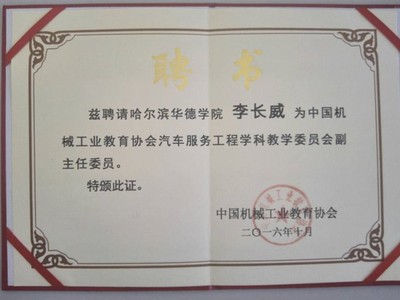 聘书
兹聘请哈尔滨华德学院 李长威 为中国机
械工业教育协会汽车服务工程学科教学委员会副
主任委员。
特颁此证。
中国机械工业教育协会
二〇一六年十月